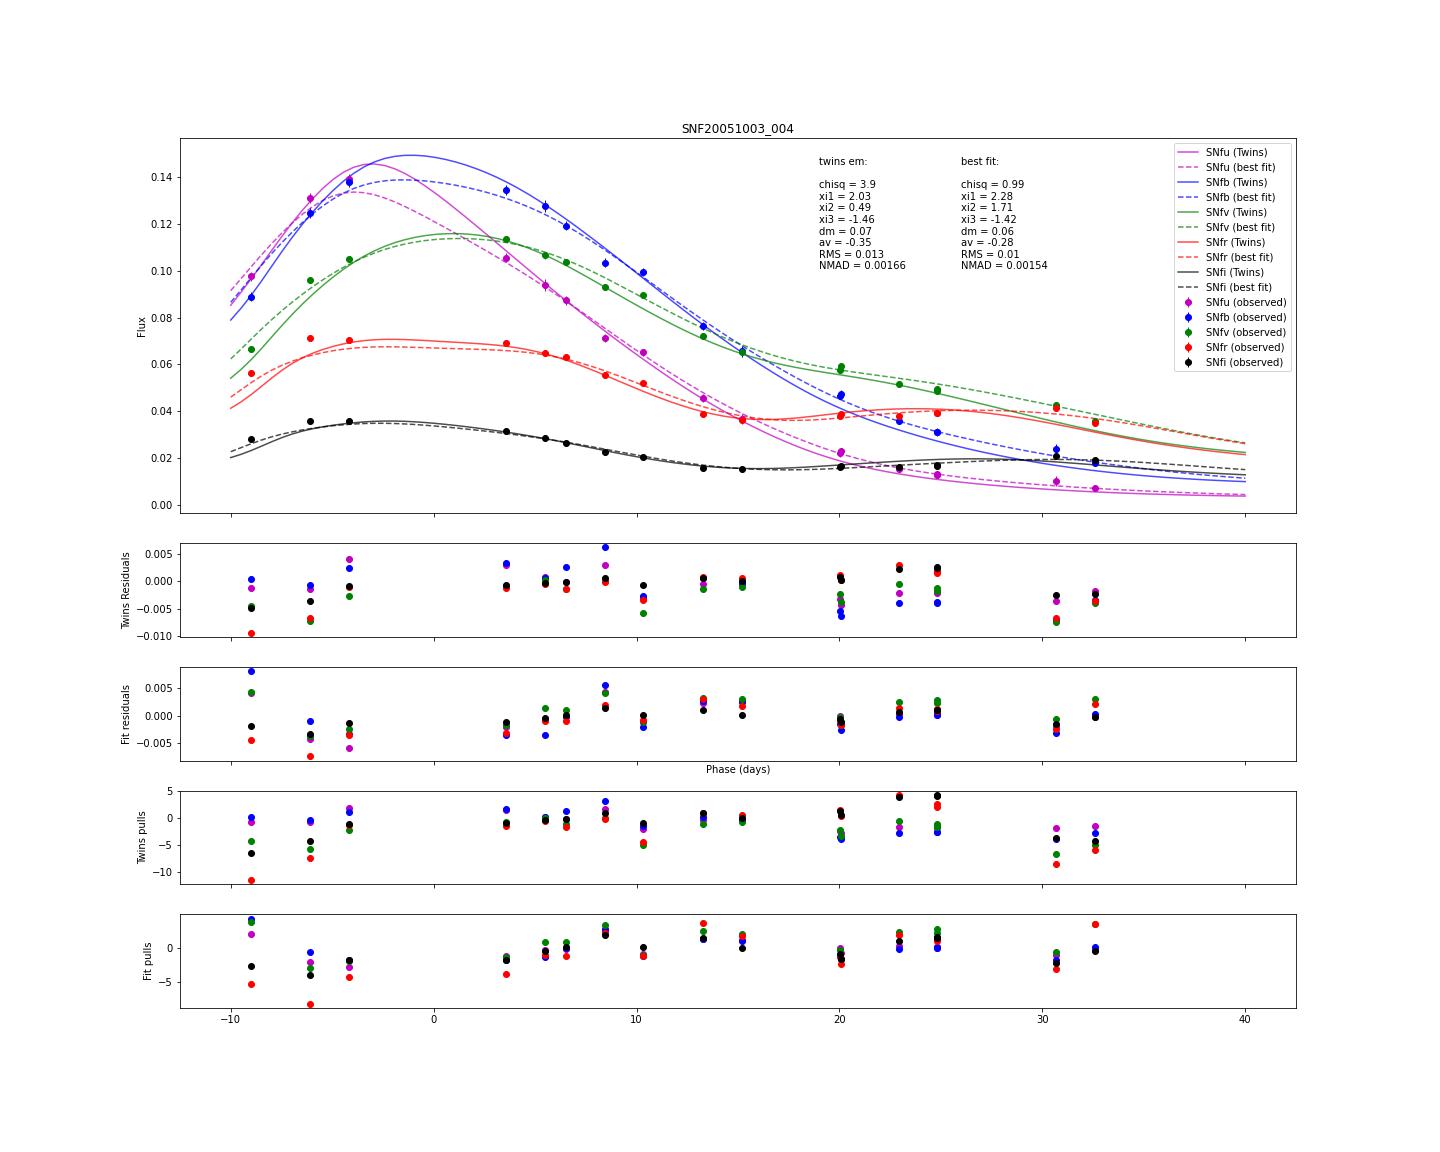 SNF20051003_004
Flux
0.14
0.12
0.10
0.08
0.06
0.04
0.02
0.00
twins em:
chisq = 3.9
xi1 = 2.03
xi2 = 0.49
xi3 = -1.46
dm = 0.07
av = -0.35
RMS = 0.013
NMAD = 0.00166
best fit:
chisq = 0.99
xi1 = 2.28
xi2 = 1.71
xi3 = -1.42
dm = 0.06
av = -0.28
RMS = 0.01
NMAD = 0.00154
SNfu (Twins)
SNfu (best fit)
SNfb (Twins)
SNfb (best fit)
SNfv (Twins)
SNfv (best fit)
SNfr (Twins)
SNfr (best fit)
SNfi (Twins)
SNfi (best fit)
SNfu (observed)
SNfb (observed)
SNfv (observed)
SNfr (observed)
SNfi (observed)
Twins Residuals
0.005
0.000
−0.005
−0.010
Fit residuals
0.005
0.000
−0.005
Phase (days)
Twins pulls
5
0
−5
−10
Fit pulls
0
−5
−10 0 10 20 30 40